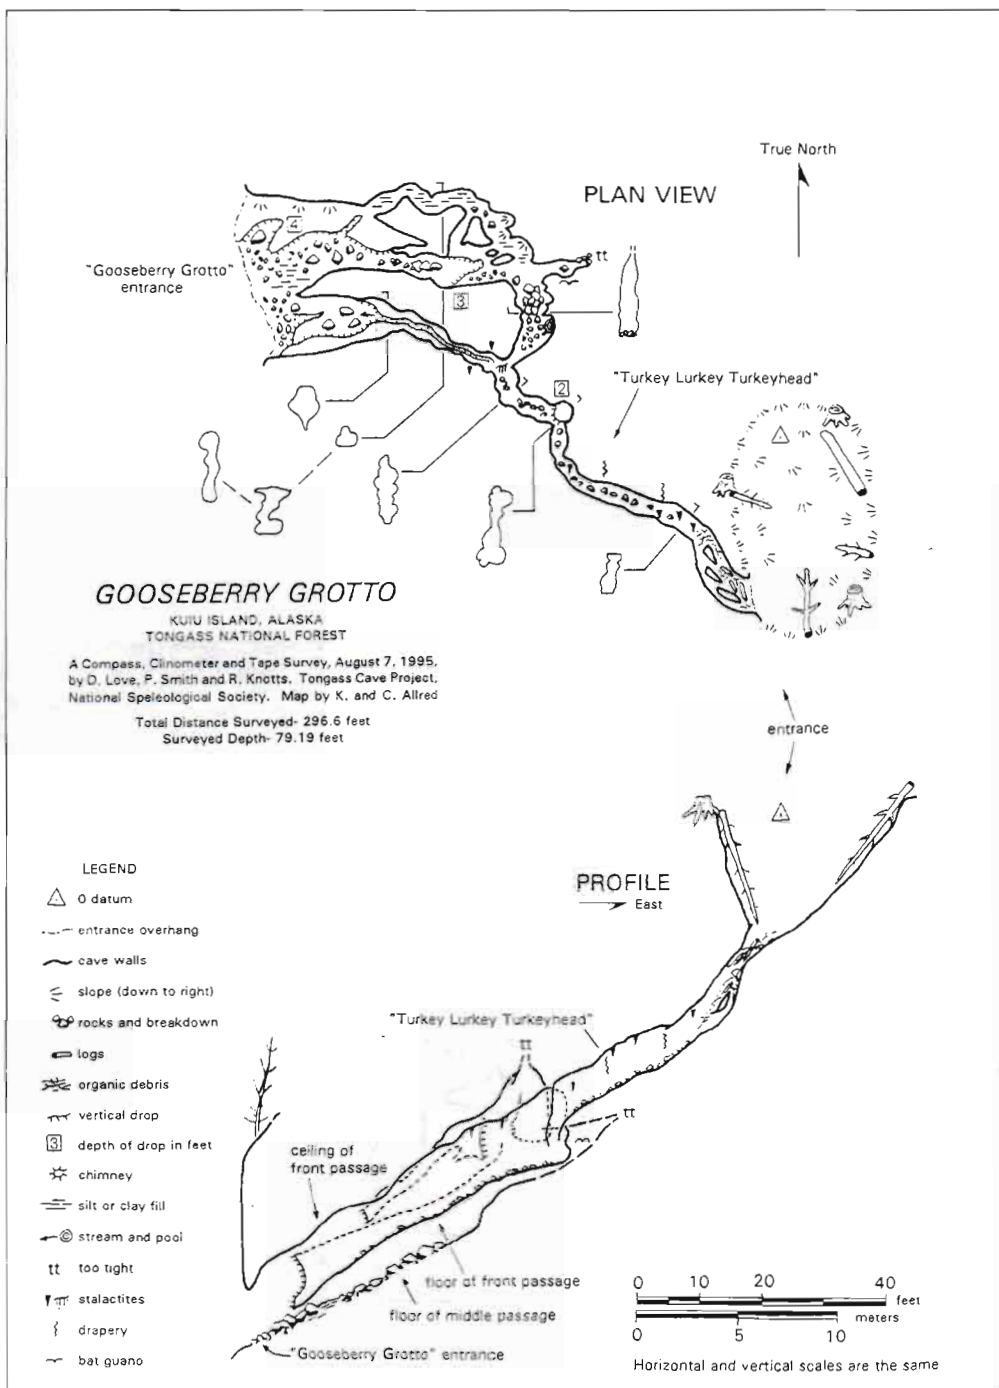 True North
PLAN VIEW
4
tt
"Gooseberry Grotto"
entrance
3
2
"Turkey Lurkey Turkeyhead"
GOOSEBERRY GROTTO
KUIU ISLAND, ALASKA
TONGASS NATIONAL FOREST
A Compass, Clinometer and Tape Survey, August 7, 1995,
by D. Love, P. Smith and R. Knotts. Tongass Cave Project,
National Speleological Society. Map by K. and C. Allred
Total Distance Surveyed- 296.6 feet
Surveyed Depth- 79.19 feet
entrance
PROFILE
East
LEGEND
0 datum
entrance overhang
cave walls
slope (down to right)
rocks and breakdown
logs
organic debris
vertical drop
3 depth of drop in feet
chimney
silt or clay fill
© stream and pool
tt too tight
stalactites
drapery
bat guano
"Turkey Lurkey Turkeyhead"
tt
tt
ceiling of
front passage
floor of front passage
floor of middle passage
"Gooseberry Grotto" entrance
0 10 20 40
feet
meters
0 5 10
Horizontal and vertical scales are the same